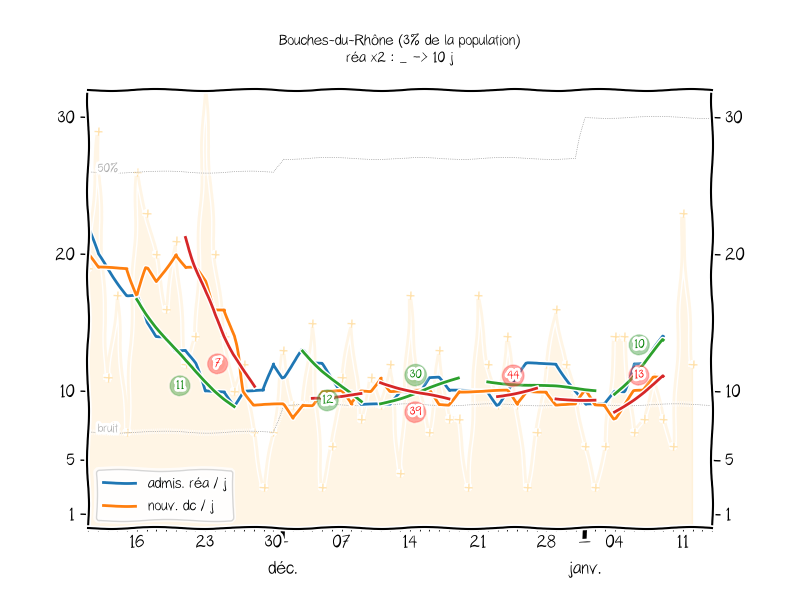 Bouches-du-Rhône (3% de la population)
réa x2 : _ -> 10 j
30
30
50%
20
20
10
13
30
44
7
11
12
39
10
10
bruit
5
5
admis. réa / j
nouv. dc / j
1
1
16 23 30 07 14 21 28 04 11
déc. janv.